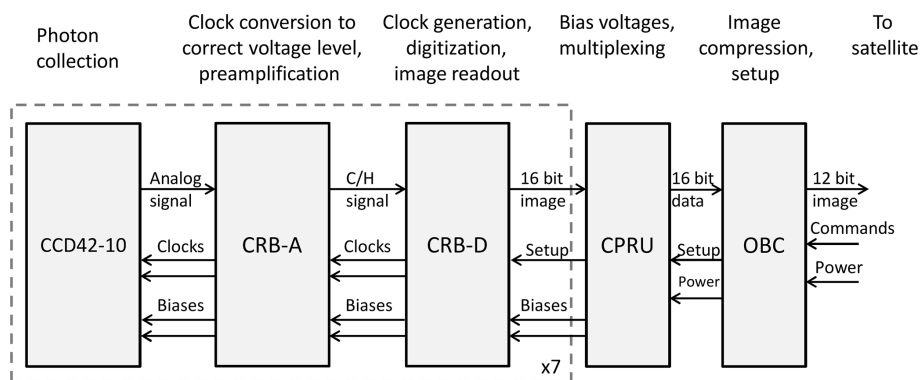 Photon
collection
Clock conversion to
correct voltage level,
preamplification
Clock generation,
digitization,
image readout
Bias voltages,
multiplexing
Image
compression,
setup
To
satellite
CCD42-10
Analog
signal
Clocks
Biases
CRB-A
C/H
signal
Clocks
Biases
CRB-D
16 bit
image
Setup
Biases
x7
CPRU
16 bit
data
Setup
Power
OBC
12 bit
image
Commands
Power